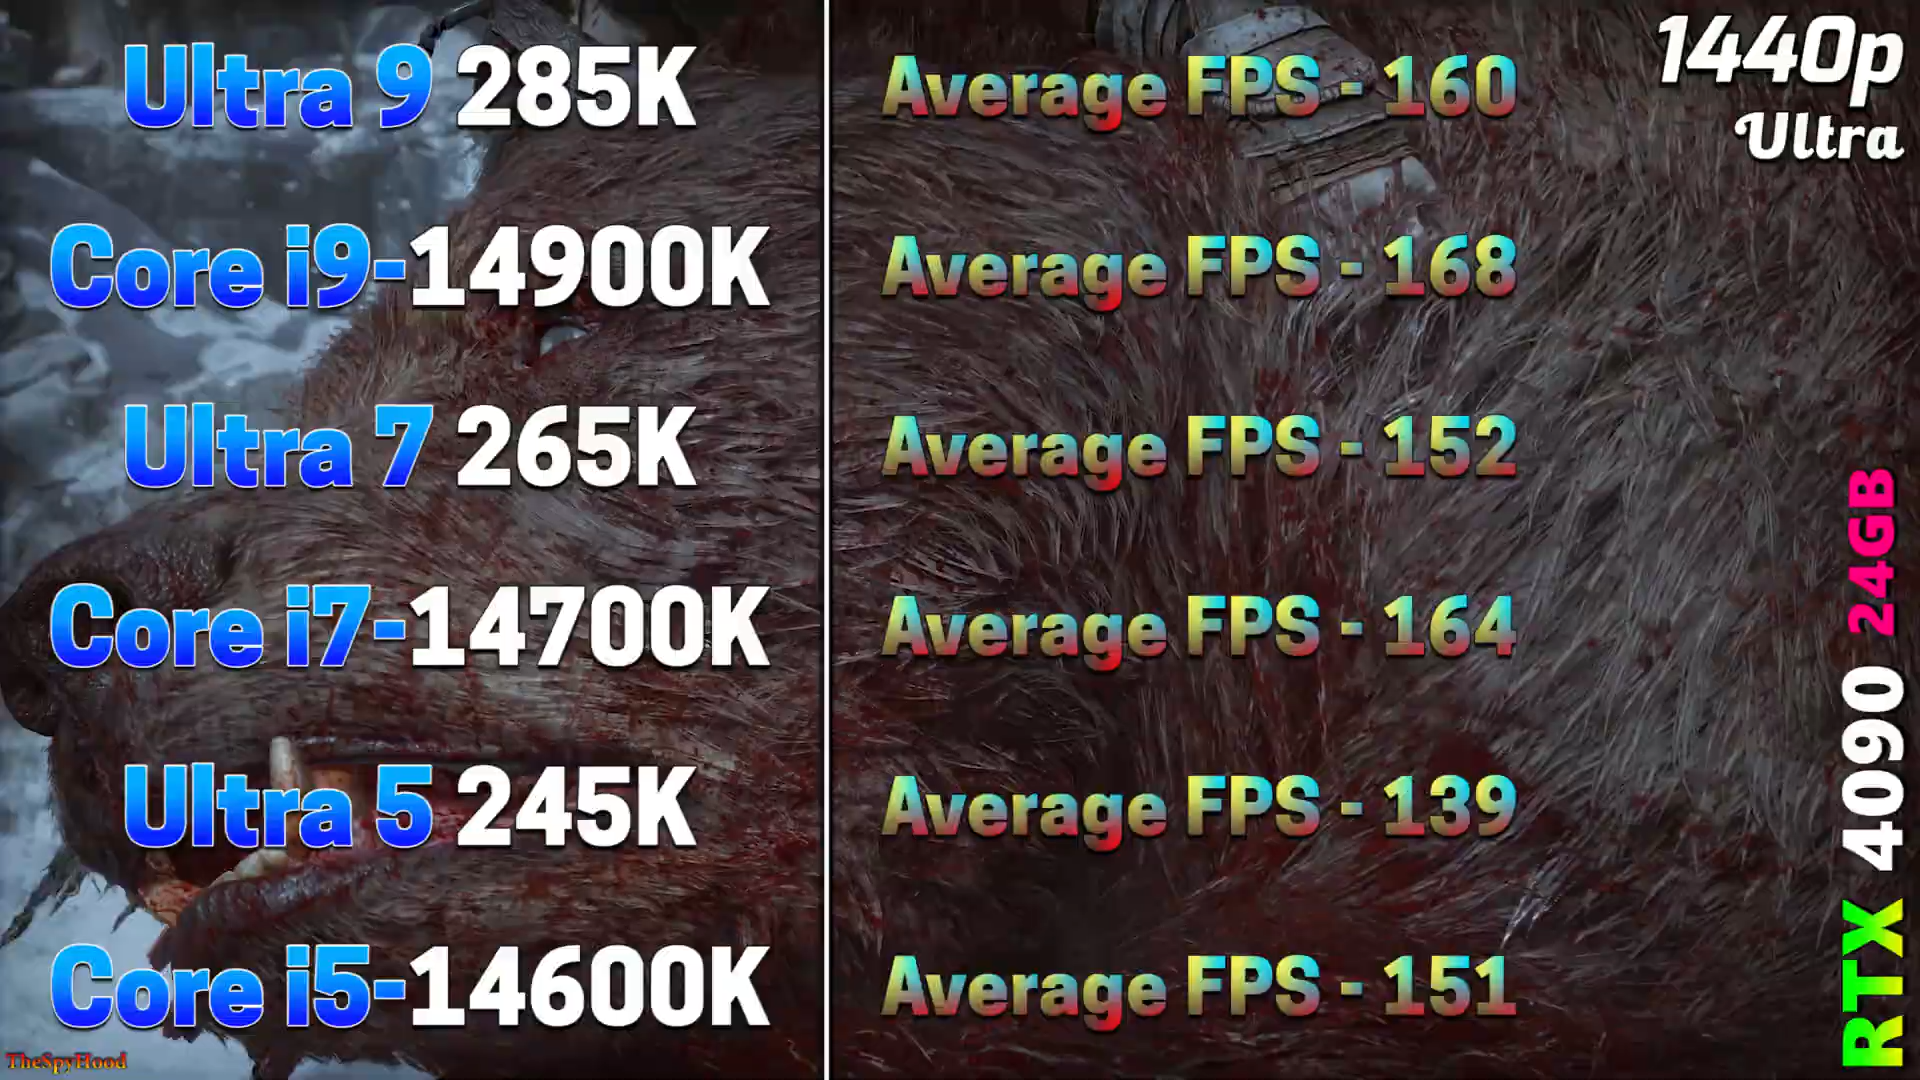 Ultra 9 285K Average FPS - 160
Core i9-14900K Average FPS - 168
Ultra 7 265K Average FPS - 152
Core i7-14700K Average FPS - 164
Ultra 5 245K Average FPS - 139
Core i5-14600K Average FPS - 151
1440p
Ultra
RTX 4090 24GB
TheSpyHood